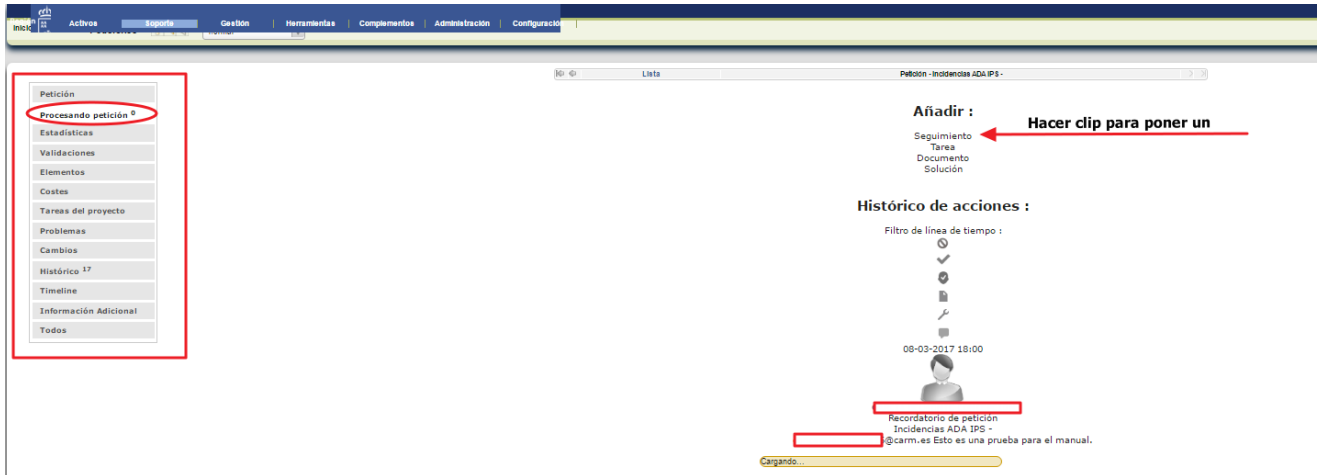 Activos Soporte Gestión Herramientas Complementos Administración Configuració
Inicio
normal
Lista Petición - Incidencias ADA IPS -
Petición
Procesando petición 0
Estadísticas
Validaciones
Elementos
Costes
Tareas del proyecto
Problemas
Cambios
Histórico 17
Timeline
Información Adicional
Todos
Añadir :
Hacer clip para poner un
Seguimiento
Tarea
Documento
Solución
Histórico de acciones :
Filtro de línea de tiempo :
08-03-2017 18:00
Recordatorio de petición
Incidencias ADA IPS -
@carm.es Esto es una prueba para el manual.
Cargando...